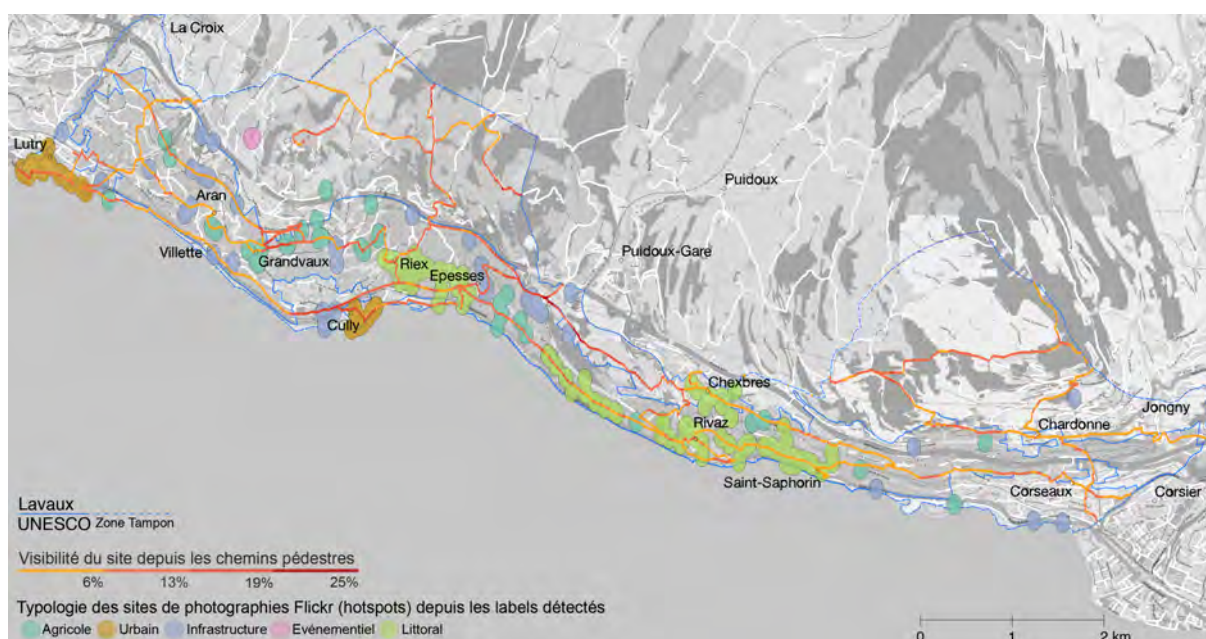 La Croix
Lutry
Puidoux
Aran
Villette
Grandvaux
Puidoux-Gare
Riex
Epesses
Cully
Chexbres
Jongny
Rivaz
Chardonne
Saint-Saphorin
Corseaux
Corsier
Lavaux
UNESCO Zone Tampon
Visibilité du site depuis les chemins pédestres
6% 13% 19% 25%
Typologie des sites de photographies Flickr (hotspots) depuis les labels détectés
Agricole Urbain Infrastructure Evénementiel Littoral
0 1 2 km